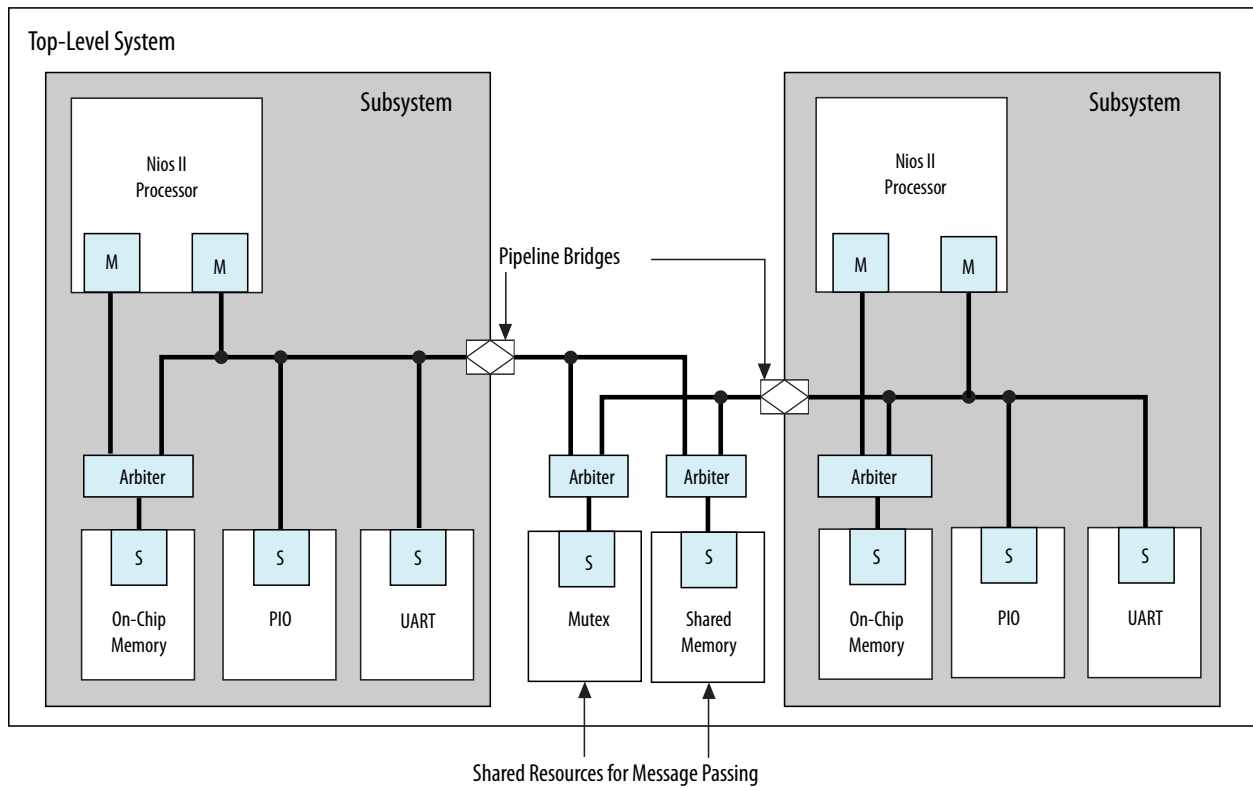 Top-Level System
Subsystem
Nios II
Processor
M
M
Arbiter
S
S
S
On-Chip
Memory
PIO
UART
Pipeline Bridges
Arbiter
Arbiter
S
S
Mutex
Shared
Memory
Subsystem
Nios II
Processor
M
M
Arbiter
S
S
S
On-Chip
Memory
PIO
UART
Shared Resources for Message Passing